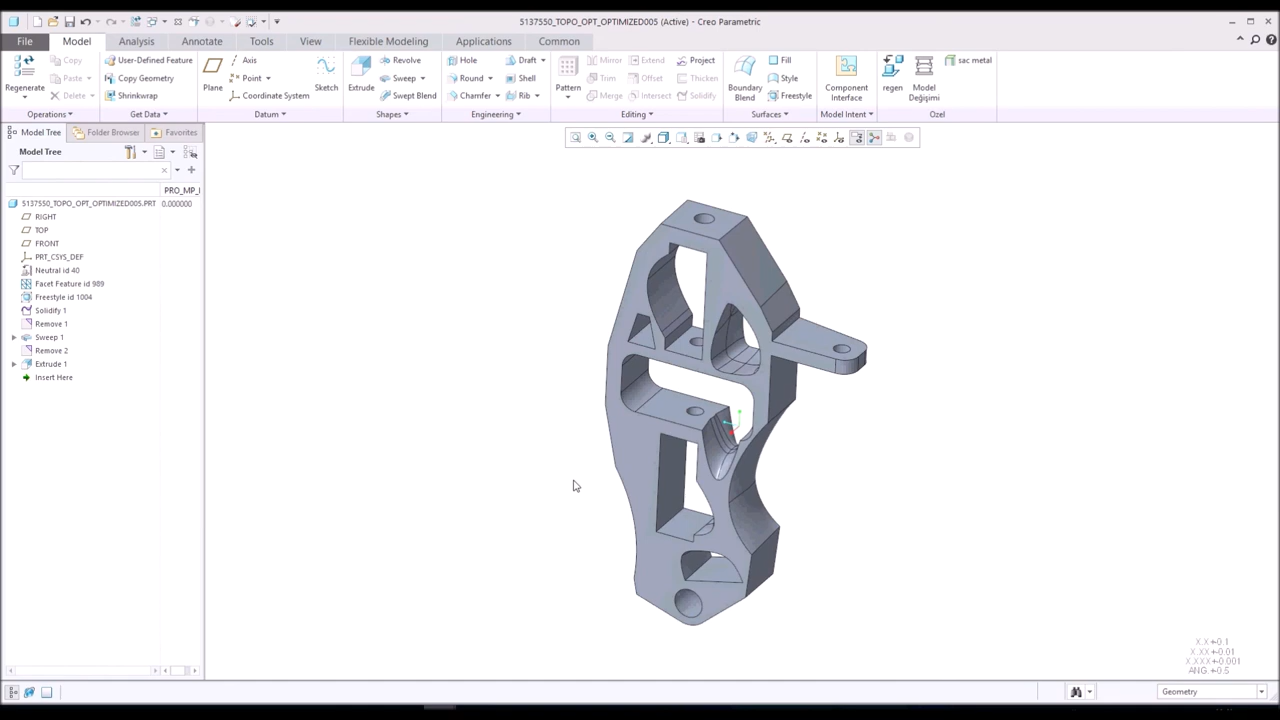 5137550_TOPO_OPT_OPTIMIZED005 (Active) - Creo Parametric
File Model Analysis Annotate Tools View Flexible Modeling Applications Common
Regenerate
Copy
Paste
Delete
Operations
User-Defined Feature
Copy Geometry
Shrinkwrap
Get Data
Plane
Axis
Point
Coordinate System
Sketch
Datum
Extrude
Revolve
Sweep
Swept Blend
Shapes
Hole
Round
Chamfer
Draft
Shell
Rib
Engineering
Pattern
Mirror
Trim
Merge
Extend
Offset
Intersect
Project
Thicken
Solidify
Editing
Boundary
Blend
Fill
Style
Freestyle
Surfaces
Component
Interface
Model Intent
regen
Model
Değişimi
sac metal
Ozel
Model Tree Folder Browser Favorites
Model Tree
PRO_MP_
5137550_TOPO_OPT_OPTIMIZED005.PRT 0.000000
RIGHT
TOP
FRONT
PRT_CSYS_DEF
Neutral id 40
Facet Feature id 989
Freestyle id 1004
Solidify 1
Remove 1
Sweep 1
Remove 2
Extrude 1
Insert Here
X.X +-0.1
X.XX +-0.01
X.XXX +-0.001
ANG. +-0.5
Geometry